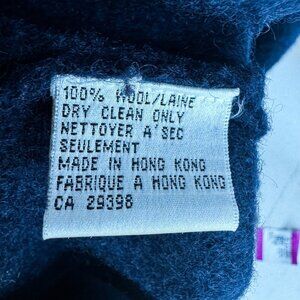 100% WOOL/LAINE
DRY CLEAN ONLY
NETTOYER A'SEC
SEULEMENT
MADE IN HONG KONG
FABRIQUE A HONG KONG
CA 29398